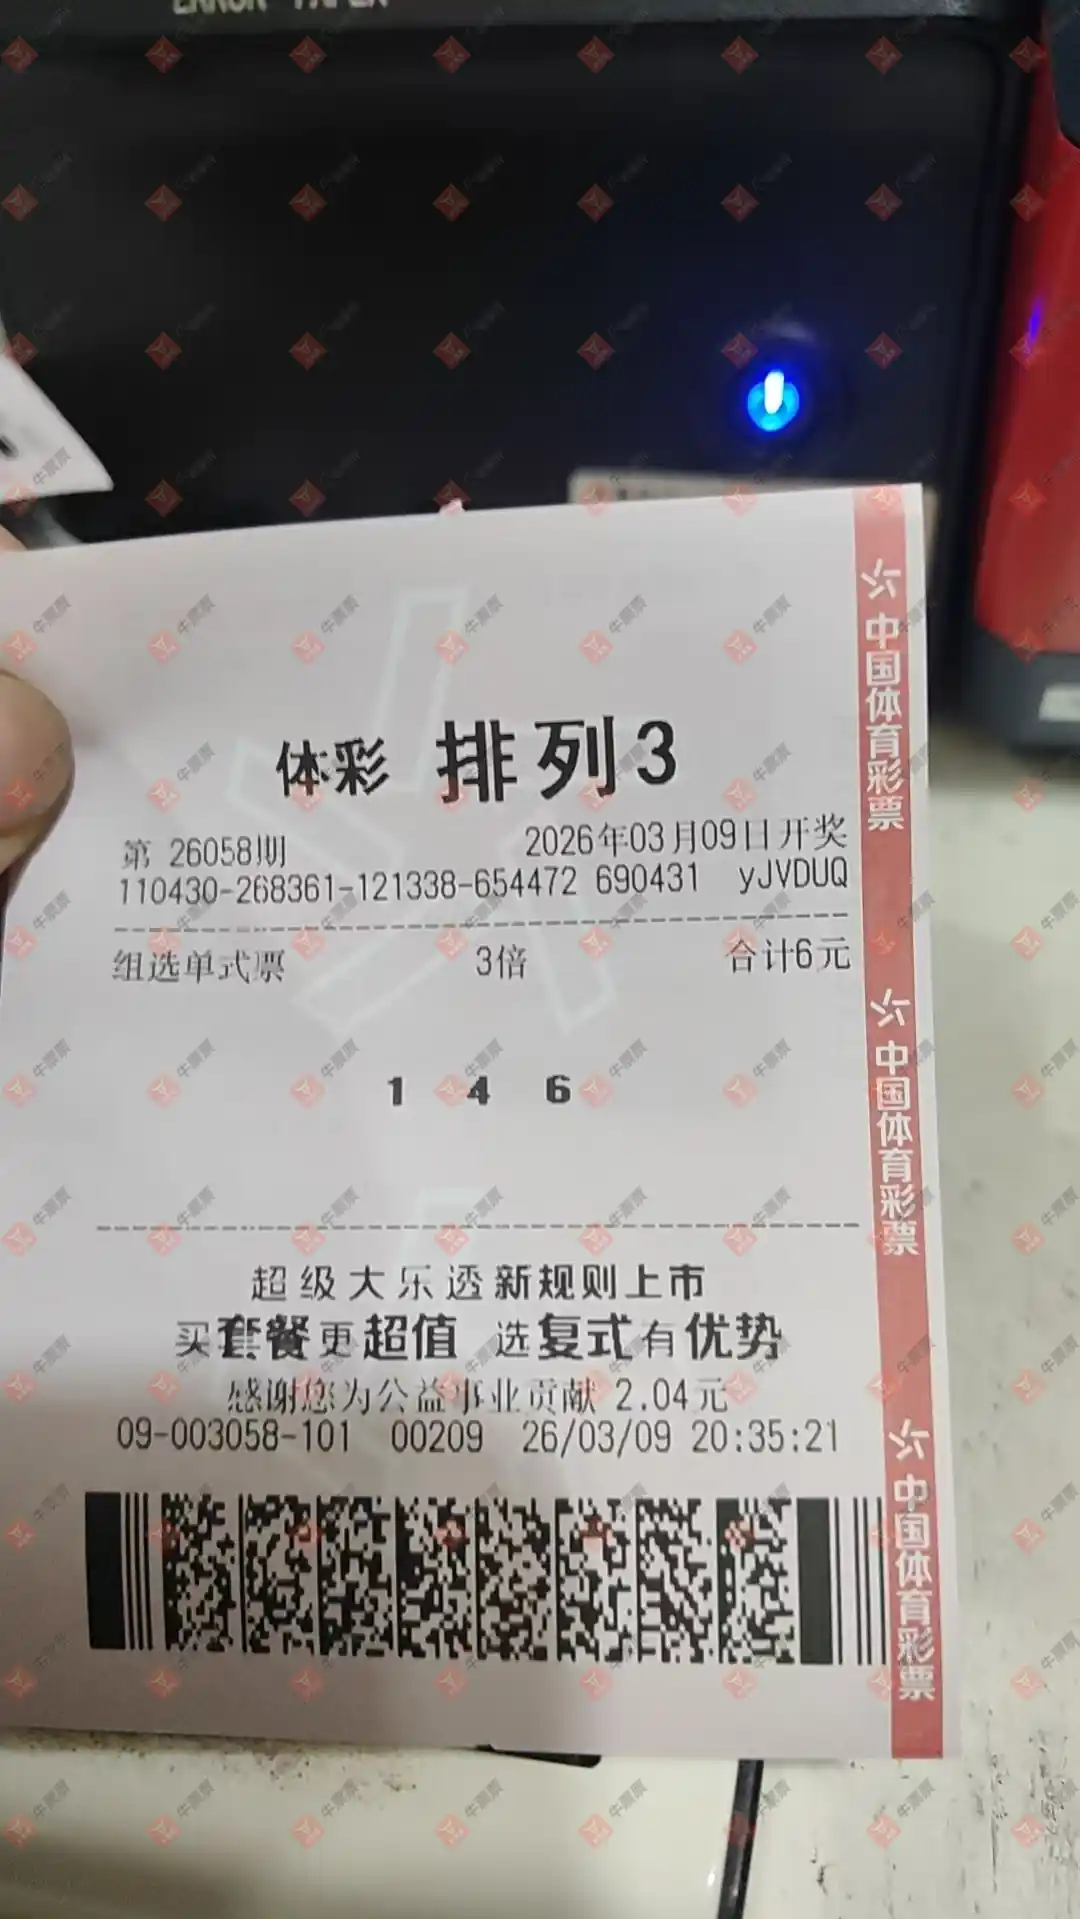 ERROR PAPER
体彩 排列3
第 26058期 2026年03月09日开奖
110430-268361-121338-654472 690431 yJVDUQ
组选单式票 3倍 合计6元
1 4 6
超级大乐透新规则上市
买套餐更超值 选复式有优势
感谢您为公益事业贡献 2.04元
09-003058-101 00209 26/03/09 20:35:21
中国体育彩票
中国体育彩票
中国体育彩票
牛票票